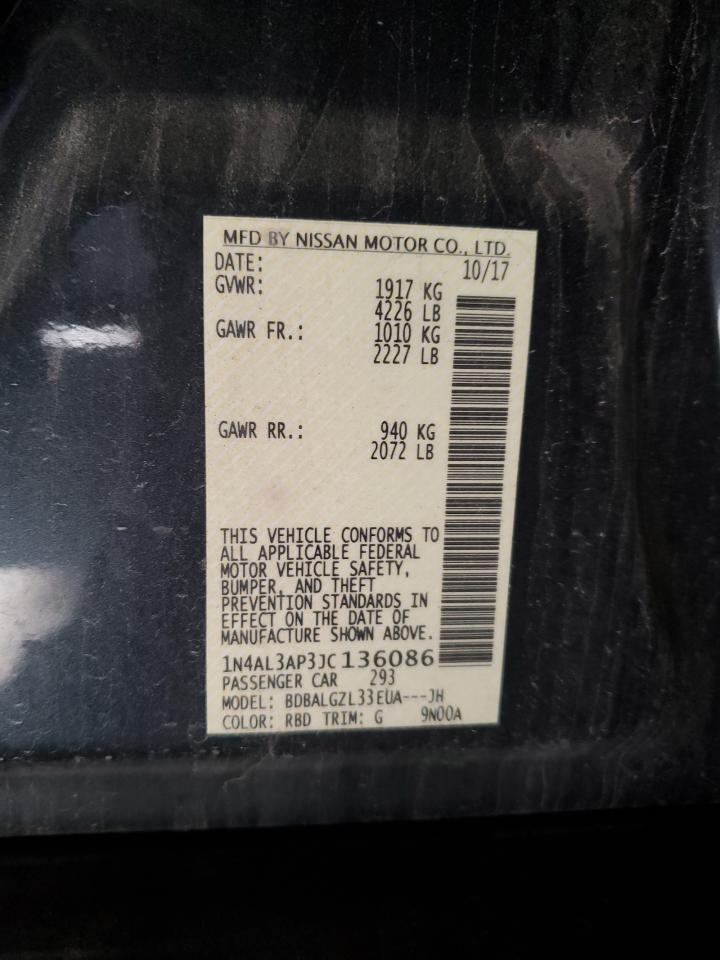 MFD BY NISSAN MOTOR CO., LTD.
DATE: 10/17
GVWR: 1917 KG
4226 LB
GAWR FR.: 1010 KG
2227 LB
GAWR RR.: 940 KG
2072 LB
THIS VEHICLE CONFORMS TO
ALL APPLICABLE FEDERAL
MOTOR VEHICLE SAFETY,
BUMPER, AND THEFT
PREVENTION STANDARDS IN
EFFECT ON THE DATE OF
MANUFACTURE SHOWN ABOVE.
1N4AL3AP3JC136086
PASSENGER CAR 293
MODEL: BDBALGZL33EUA---JH
COLOR: RBD TRIM: G 9N00A